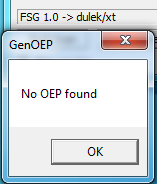 FSG 1.0 -> dulek/xt
GenOEP
No OEP found
OK